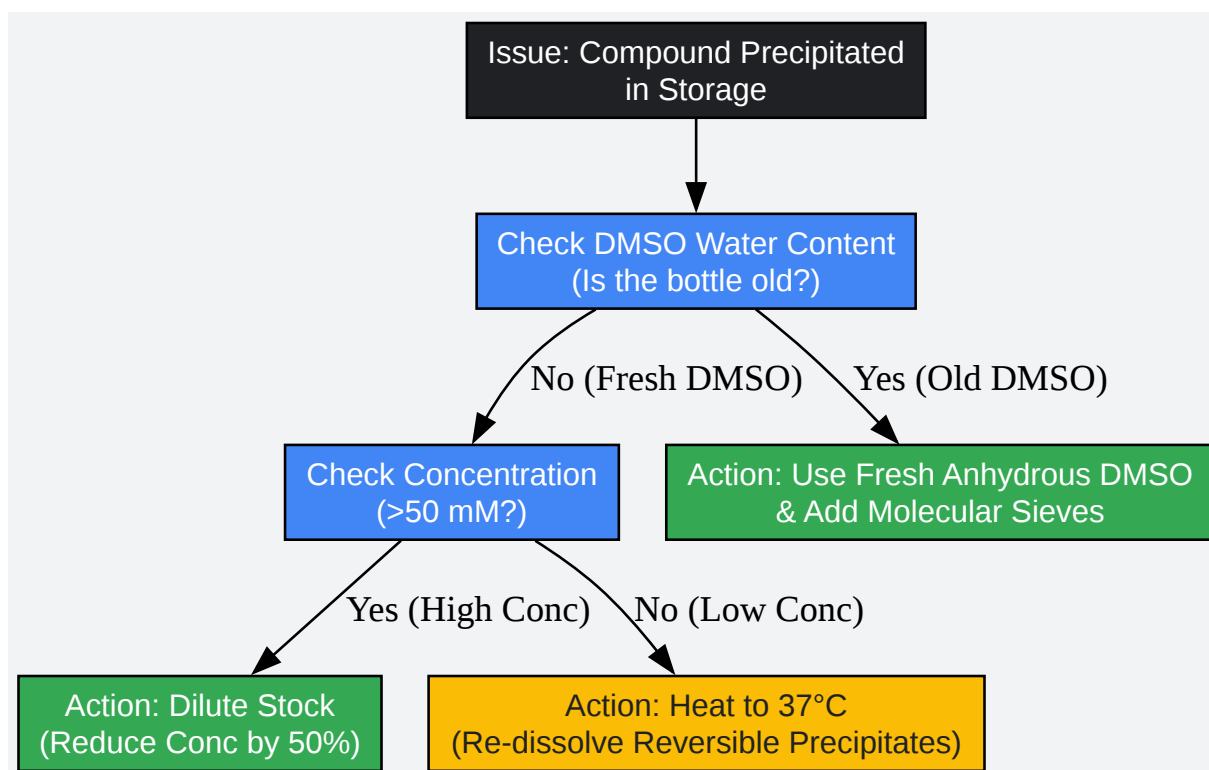 Issue: Compound Precipitated
in Storage
Check DMSO Water Content
(Is the bottle old?)
No (Fresh DMSO)
Yes (Old DMSO)
Check Concentration
(>50 mM?)
Action: Use Fresh Anhydrous DMSO
& Add Molecular Sieves
Yes (High Conc)
No (Low Conc)
Action: Dilute Stock
(Reduce Conc by 50%)
Action: Heat to 37°C
(Re-dissolve Reversible Precipitates)